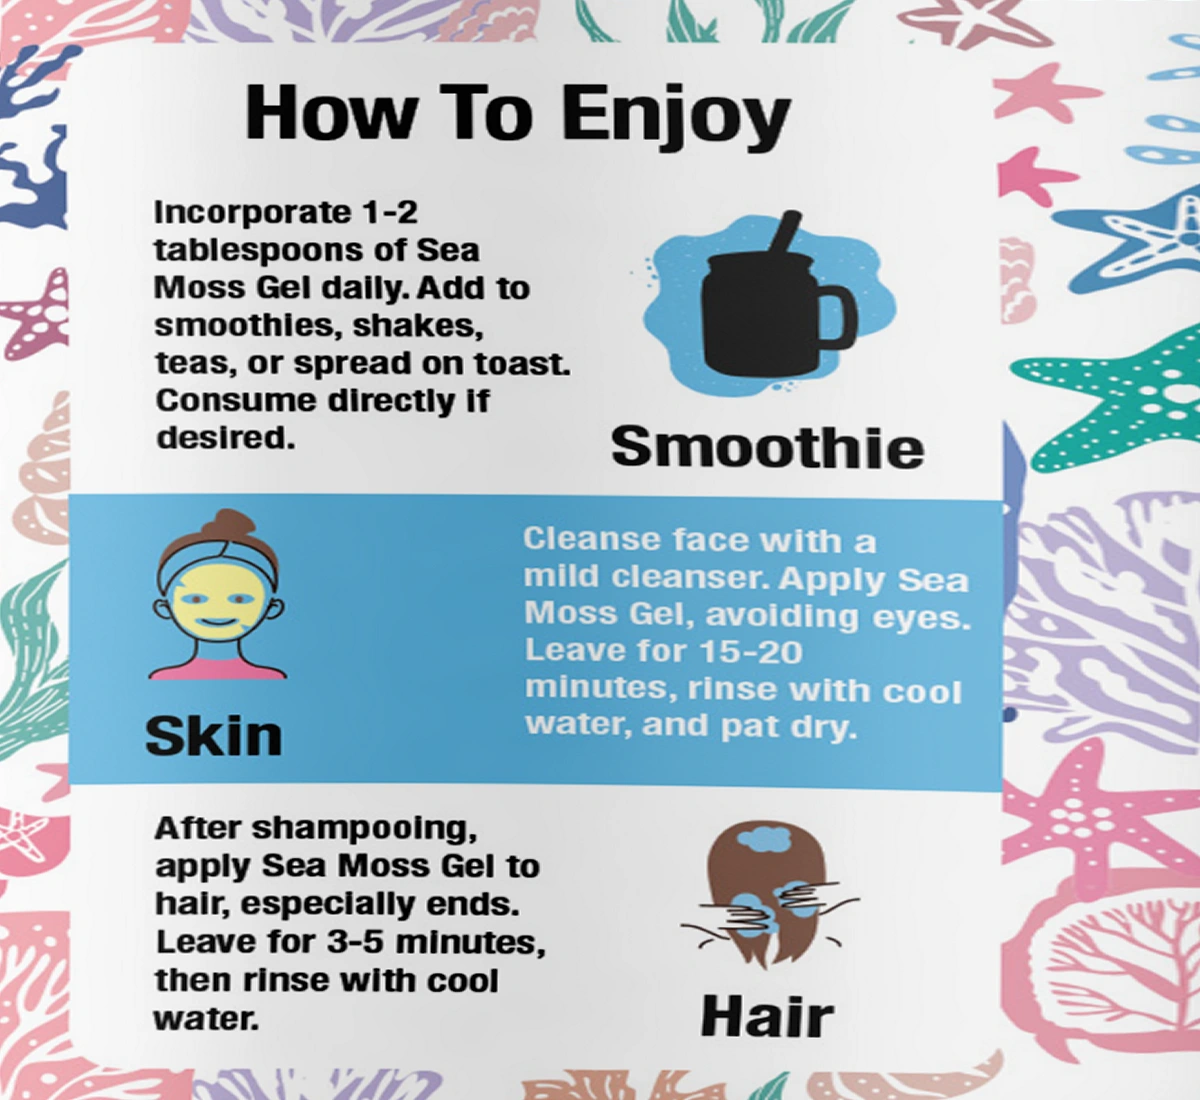 How To Enjoy
Incorporate 1-2
tablespoons of Sea
Moss Gel daily. Add to
smoothies, shakes,
teas, or spread on toast.
Consume directly if
desired.
Smoothie
Cleanse face with a
mild cleanser. Apply Sea
Moss Gel, avoiding eyes.
Leave for 15-20
minutes, rinse with cool
water, and pat dry.
Skin
After shampooing,
apply Sea Moss Gel to
hair, especially ends.
Leave for 3-5 minutes,
then rinse with cool
water.
Hair